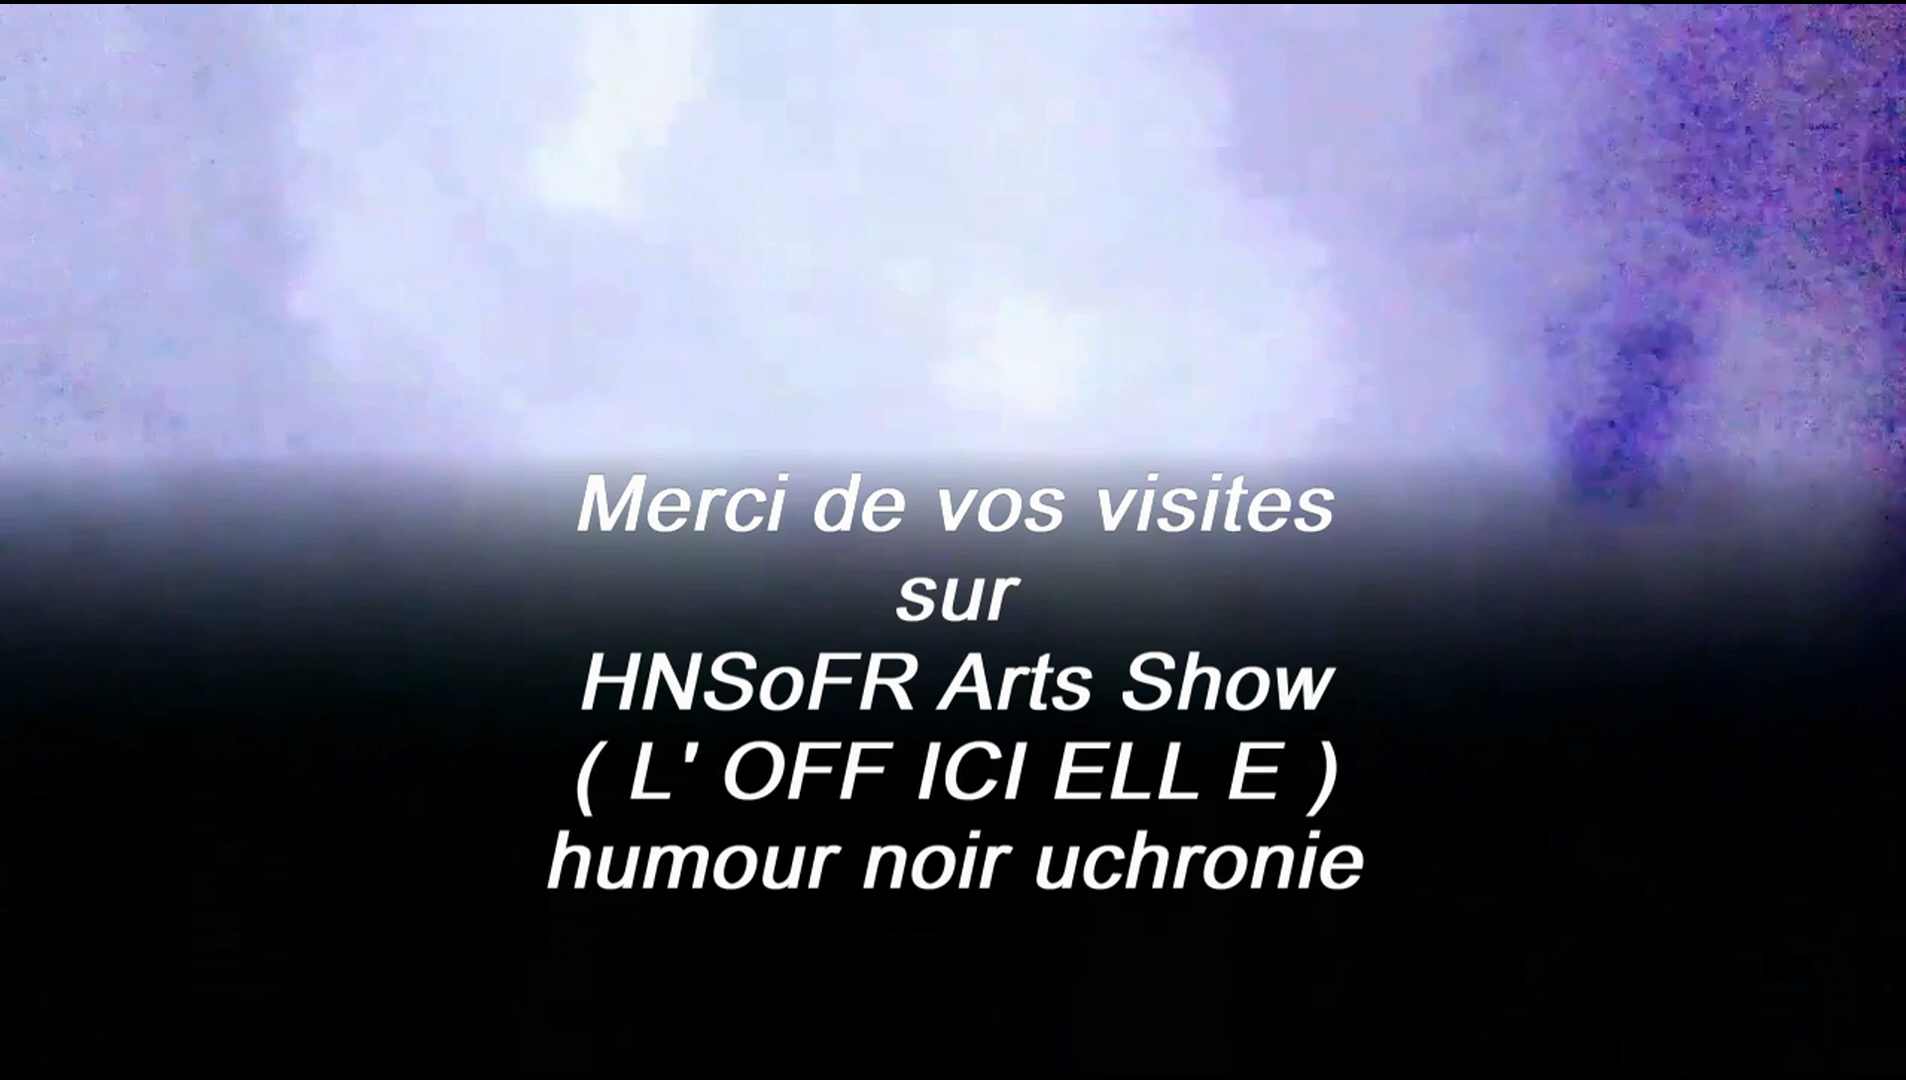 Merci de vos visites
sur
HNSoFR Arts Show
( L' OFF ICI ELL E )
humour noir uchronie